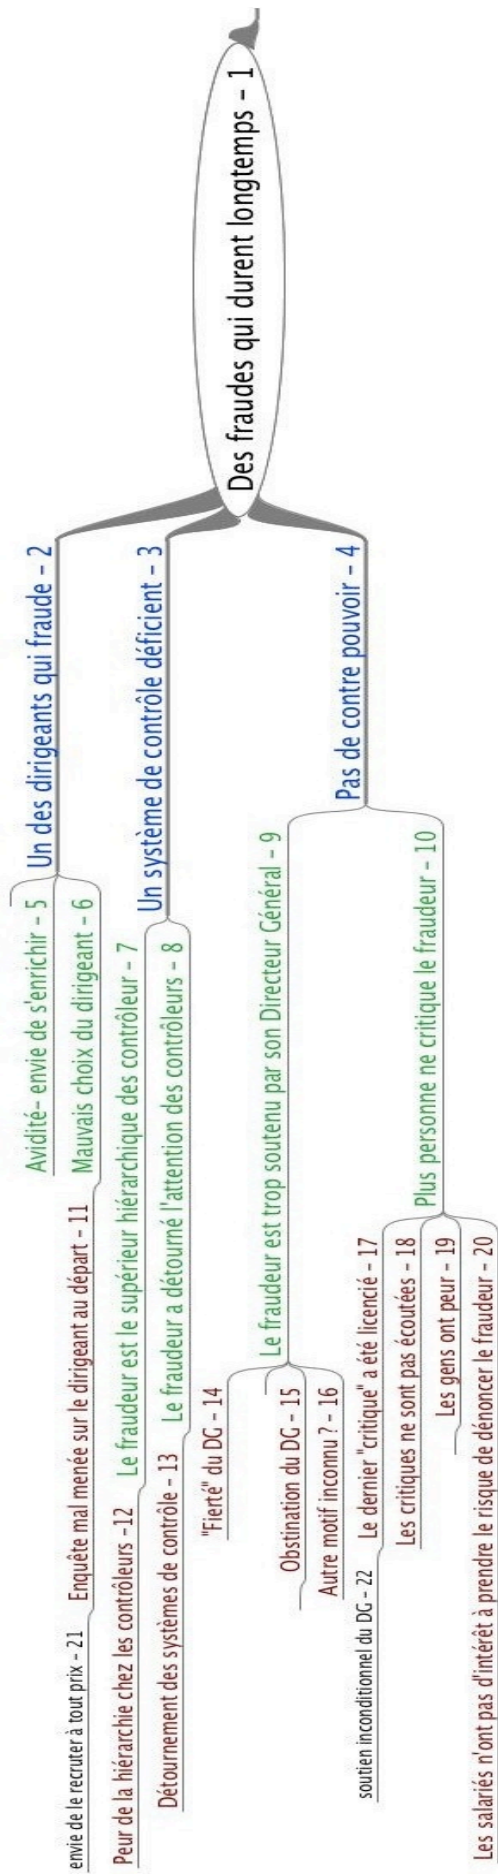 Des fraudes qui durent longtemps – 1
Un des dirigeants qui fraude – 2
Avidité- envie de s'enrichir – 5
Mauvais choix du dirigeant – 6
Enquête mal menée sur le dirigeant au départ – 11
envie de le recruter à tout prix – 21
Un système de contrôle déficient – 3
Le fraudeur est le supérieur hiérarchique des contrôleur – 7
Peur de la hiérarchie chez les contrôleurs –12
Le fraudeur a détourné l'attention des contrôleurs – 8
Détournement des systèmes de contrôle – 13
Pas de contre pouvoir – 4
Le fraudeur est trop soutenu par son Directeur Général – 9
"Fierté" du DG – 14
Obstination du DG – 15
Autre motif inconnu ? – 16
Plus personne ne critique le fraudeur – 10
Le dernier "critique" a été licencié – 17
soutien inconditionnel du DG – 22
Les critiques ne sont pas écoutées – 18
Les gens ont peur – 19
Les salariés n'ont pas d'intérêt à prendre le risque de dénoncer le fraudeur – 20